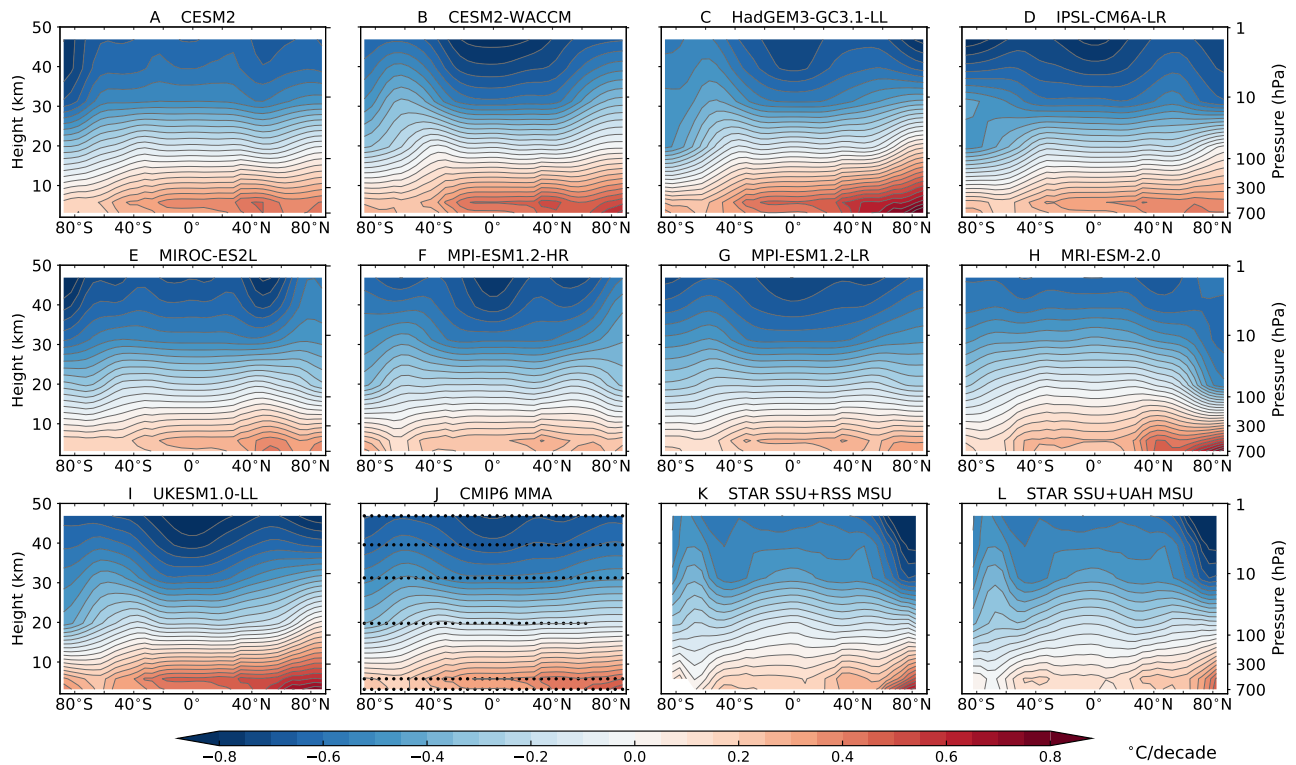 A CESM2
B CESM2-WACCM
C HadGEM3-GC3.1-LL
D IPSL-CM6A-LR
50
40
30
20
10
Height (km)
1
10
100
300
700
Pressure (hPa)
80°S 40°S 0° 40°N 80°N
80°S 40°S 0° 40°N 80°N
80°S 40°S 0° 40°N 80°N
80°S 40°S 0° 40°N 80°N
E MIROC-ES2L
F MPI-ESM1.2-HR
G MPI-ESM1.2-LR
H MRI-ESM-2.0
50
40
30
20
10
Height (km)
1
10
100
300
700
Pressure (hPa)
80°S 40°S 0° 40°N 80°N
80°S 40°S 0° 40°N 80°N
80°S 40°S 0° 40°N 80°N
80°S 40°S 0° 40°N 80°N
I UKESM1.0-LL
J CMIP6 MMA
K STAR SSU+RSS MSU
L STAR SSU+UAH MSU
50
40
30
20
10
Height (km)
1
10
100
300
700
Pressure (hPa)
80°S 40°S 0° 40°N 80°N
80°S 40°S 0° 40°N 80°N
80°S 40°S 0° 40°N 80°N
80°S 40°S 0° 40°N 80°N
−0.8 −0.6 −0.4 −0.2 0.0 0.2 0.4 0.6 0.8
°C/decade